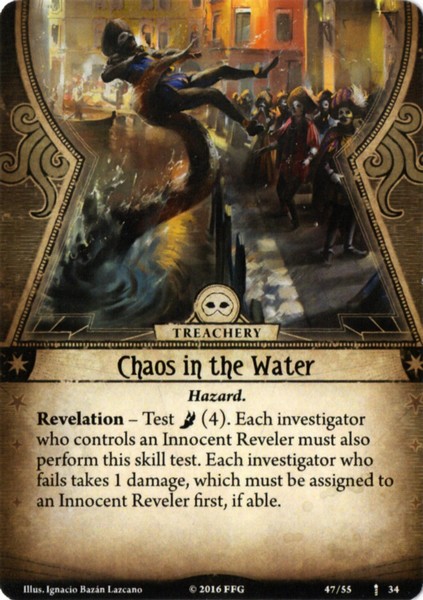 TREACHERY
Chaos in the Water
Hazard.
Revelation – Test (4). Each investigator
who controls an Innocent Reveler must also
perform this skill test. Each investigator who
fails takes 1 damage, which must be assigned to
an Innocent Reveler first, if able.
Illus. Ignacio Bazán Lazcano © 2016 FFG 47/55 34